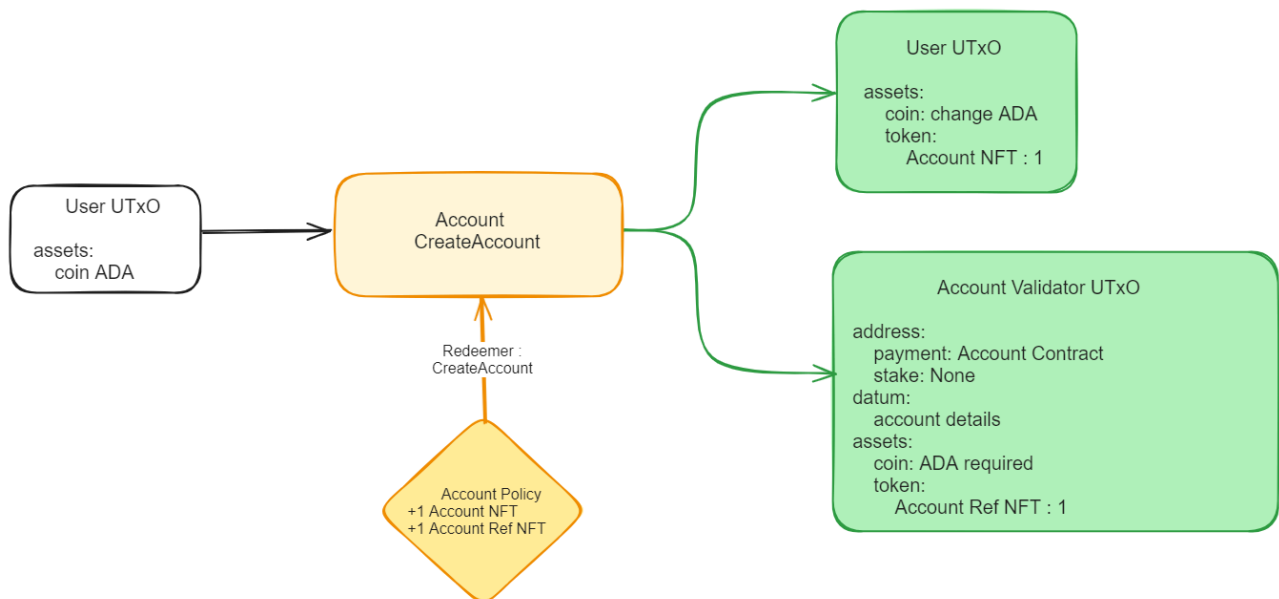 User UTxO
assets:
coin ADA
Account
CreateAccount
Redeemer :
CreateAccount
Account Policy
+1 Account NFT
+1 Account Ref NFT
User UTxO
assets:
coin: change ADA
token:
Account NFT : 1
Account Validator UTxO
address:
payment: Account Contract
stake: None
datum:
account details
assets:
coin: ADA required
token:
Account Ref NFT : 1